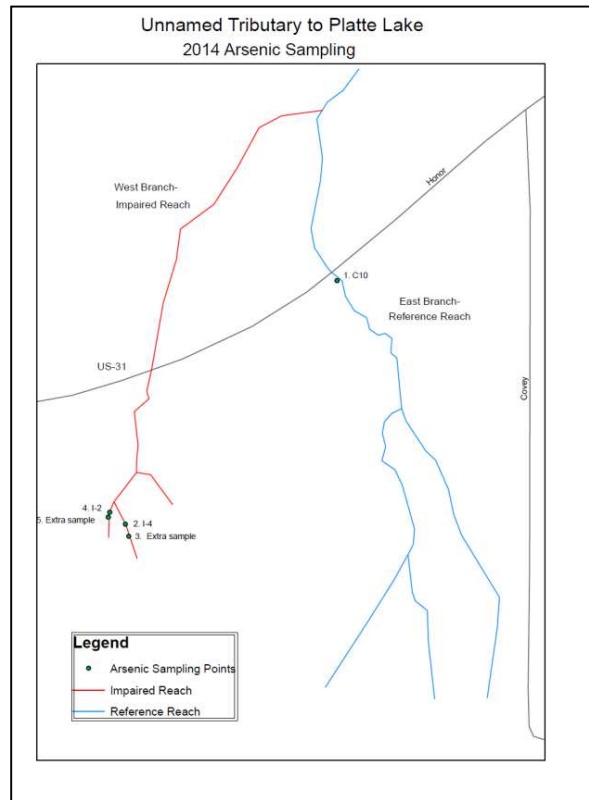 Unnamed Tributary to Platte Lake
2014 Arsenic Sampling
West Branch-
Impaired Reach
Honor
1. C10
East Branch-
Reference Reach
US-31
Covey
4. I-2
5. Extra sample
2. I-4
3. Extra sample
Legend
Arsenic Sampling Points
Impaired Reach
Reference Reach